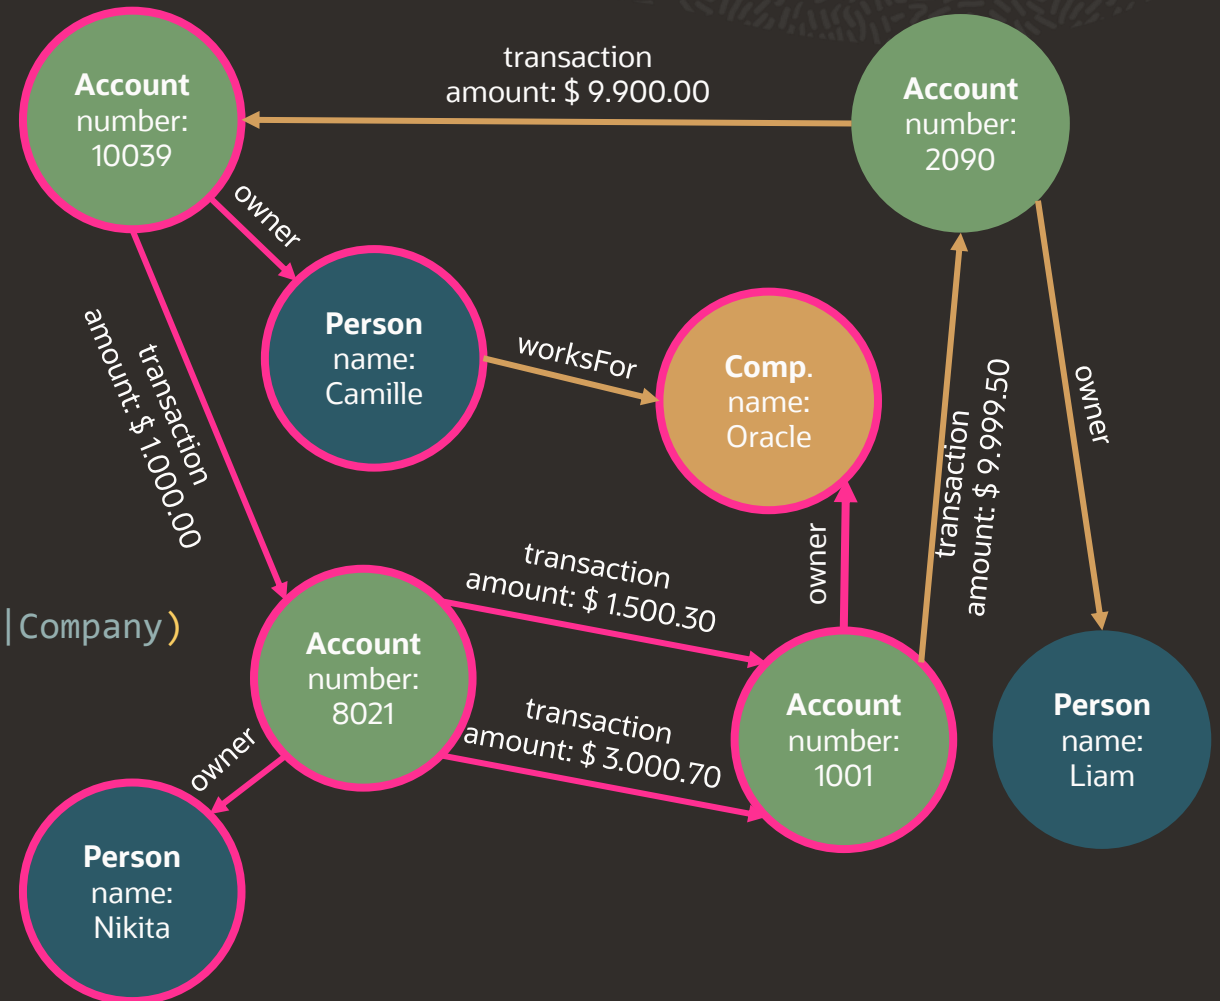 transaction
amount: $ 9.900.00
Account
number:
10039
Account
number:
2090
owner
Person
name:
Camille
worksFor
Comp.
name:
Oracle
transaction
amount: $ 1.000.00
transaction
amount: $ 9.999.50
owner
owner
transaction
amount: $ 1.500.30
|Company)
Account
number:
8021
transaction
amount: $ 3.000.70
Account
number:
1001
Person
name:
Liam
owner
Person
name:
Nikita